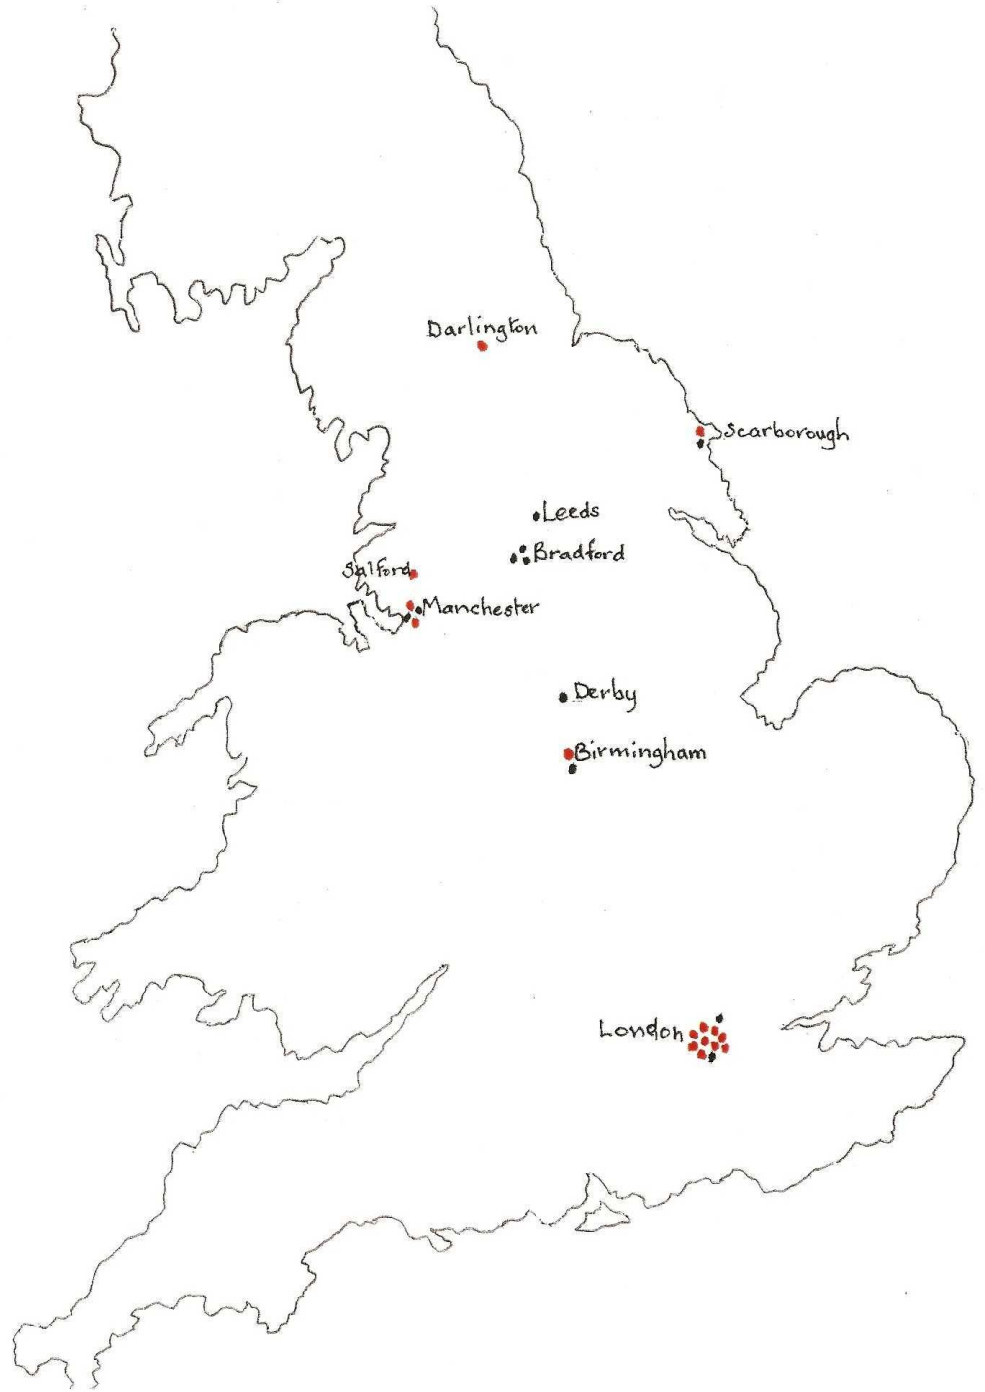 Darlington
Scarborough
Leeds
Bradford
Salford
Manchester
Derby
Birmingham
London